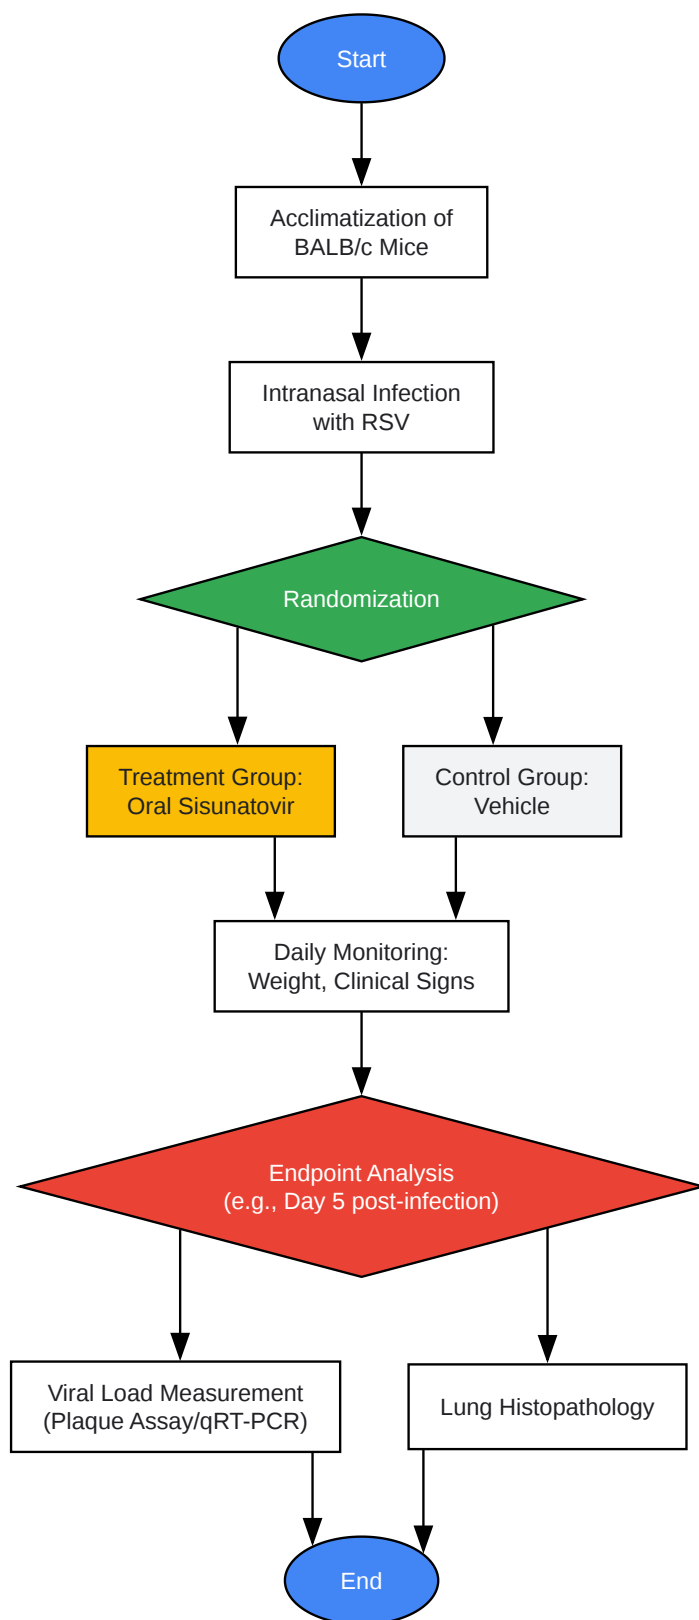 Start
Acclimatization of
BALB/c Mice
Intranasal Infection
with RSV
Randomization
Treatment Group:
Oral Sisunatovir
Control Group:
Vehicle
Daily Monitoring:
Weight, Clinical Signs
Endpoint Analysis
(e.g., Day 5 post-infection)
Viral Load Measurement
(Plaque Assay/qRT-PCR)
Lung Histopathology
End